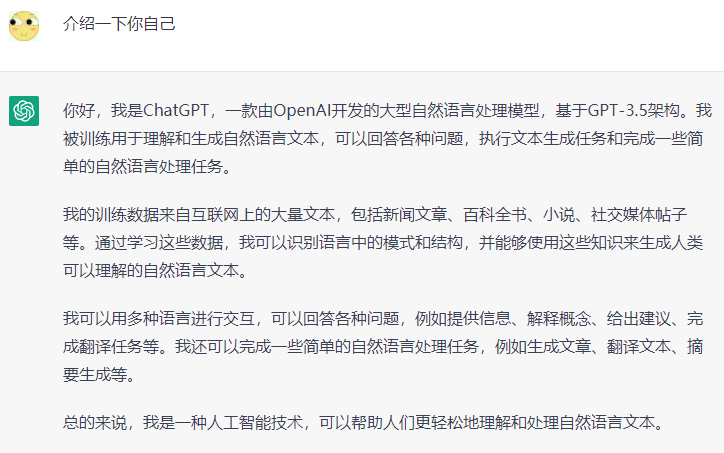 介绍一下你自己
你好，我是ChatGPT，一款由OpenAI开发的大型自然语言处理模型，基于GPT-3.5架构。我
被训练用于理解和生成自然语言文本，可以回答各种问题，执行文本生成任务和完成一些简
单的自然语言处理任务。
我的训练数据来自互联网上的大量文本，包括新闻文章、百科全书、小说、社交媒体帖子
等。通过学习这些数据，我可以识别语言中的模式和结构，并能够使用这些知识来生成人类
可以理解的自然语言文本。
我可以用多种语言进行交互，可以回答各种问题，例如提供信息、解释概念、给出建议、完
成翻译任务等。我还可以完成一些简单的自然语言处理任务，例如生成文章、翻译文本、摘
要生成等。
总的来说，我是一种人工智能技术，可以帮助人们更轻松地理解和处理自然语言文本。